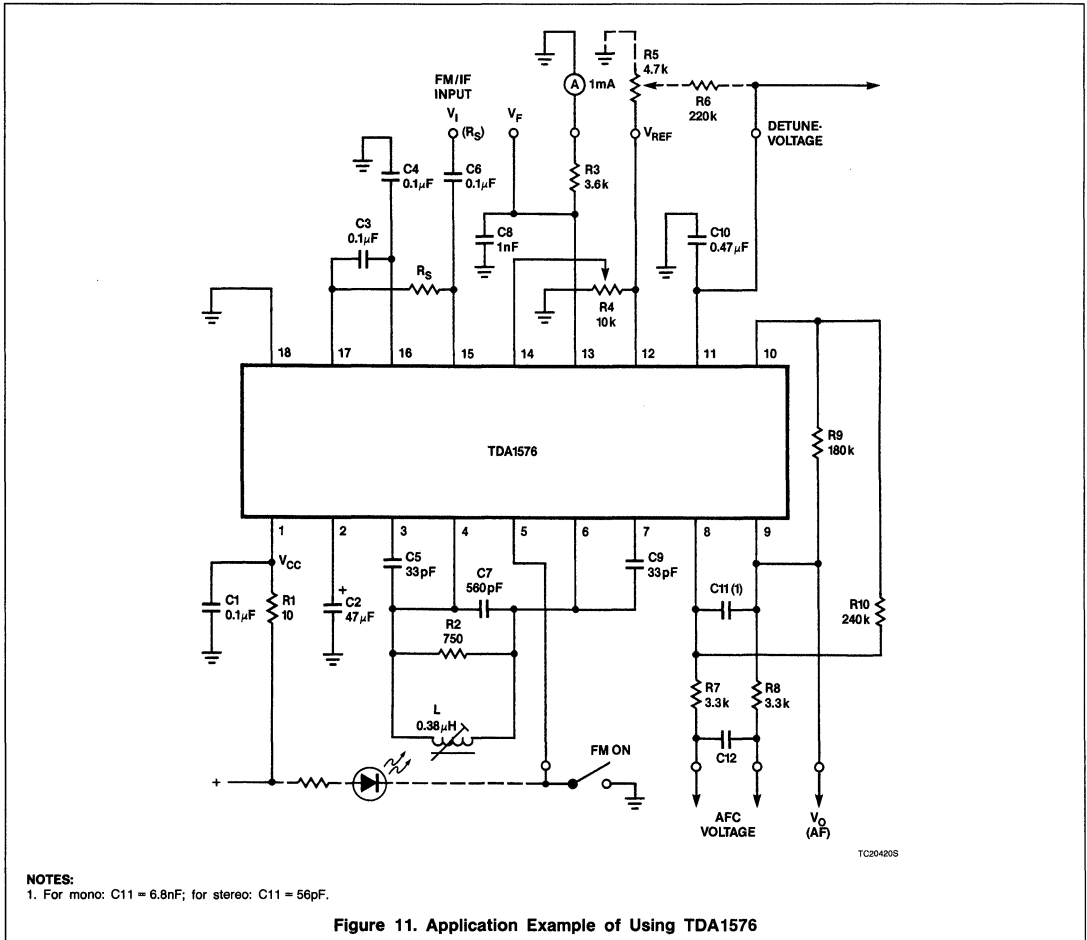 R5
4.7k
A
1mA
FM/IF
INPUT
VI
(RS)
VF
R6
220k
VREF
DETUNE-
VOLTAGE
C4
0.1μF
C6
0.1μF
R3
3.6k
C3
0.1μF
C8
1nF
C10
0.47μF
RS
R4
10k
18 17 16 15 14 13 12 11 10
TDA1576
R9
180k
1 2 3 4 5 6 7 8 9
VCC
C5
33pF
C9
33pF
C7
560pF
C11(1)
C1
0.1μF
R1
10
+
C2
47μF
R2
750
R10
240k
R7
3.3k
R8
3.3k
L
0.38μH
C12
FM ON
+
AFC
VOLTAGE
VO
(AF)
TC20420S
NOTES:
1. For mono: C11 = 6.8nF; for stereo: C11 = 56pF.
Figure 11. Application Example of Using TDA1576